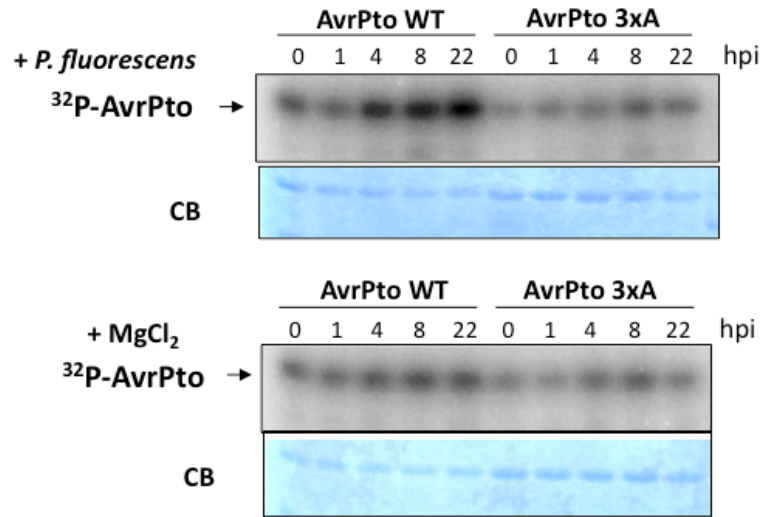 AvrPto WT AvrPto 3xA
+ P. fluorescens 0 1 4 8 22 0 1 4 8 22 hpi
³²P-AvrPto →
CB
AvrPto WT AvrPto 3xA
+ MgCl₂ 0 1 4 8 22 0 1 4 8 22 hpi
³²P-AvrPto →
CB